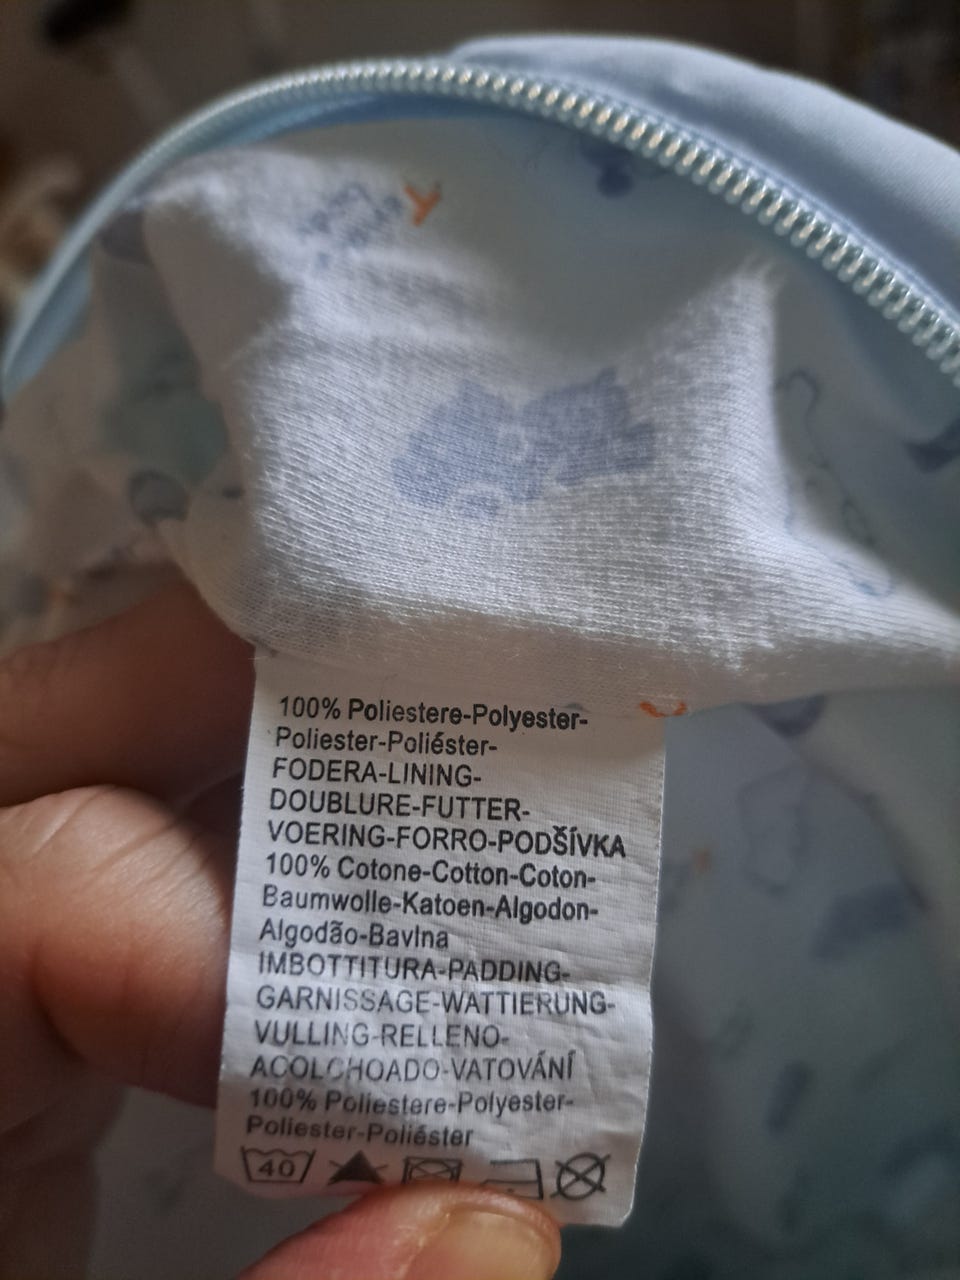 100% Poliestere-Polyester-
Poliester-Poliéster-
FODERA-LINING-
DOUBLURE-FUTTER-
VOERING-FORRO-PODŠÍVKA
100% Cotone-Cotton-Coton-
Baumwolle-Katoen-Algodon-
Algodão-Bavlna
IMBOTTITURA-PADDING-
GARNISSAGE-WATTIERUNG-
VULLING-RELLENO-
ACOLCHOADO-VATOVÁNÍ
100% Poliestere-Polyester-
Poliester-Poliéster
40